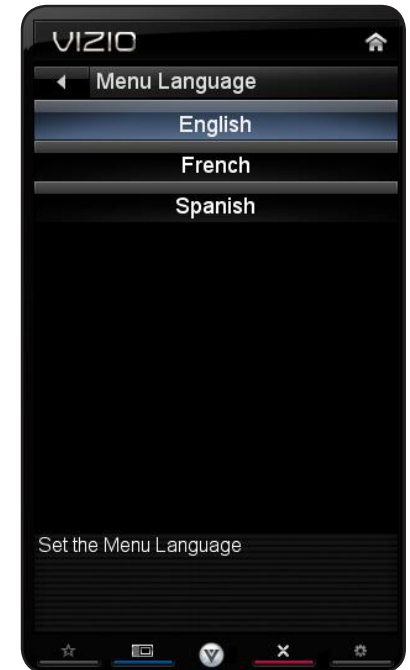 VIZIO
Menu Language
English
French
Spanish
Set the Menu Language
V